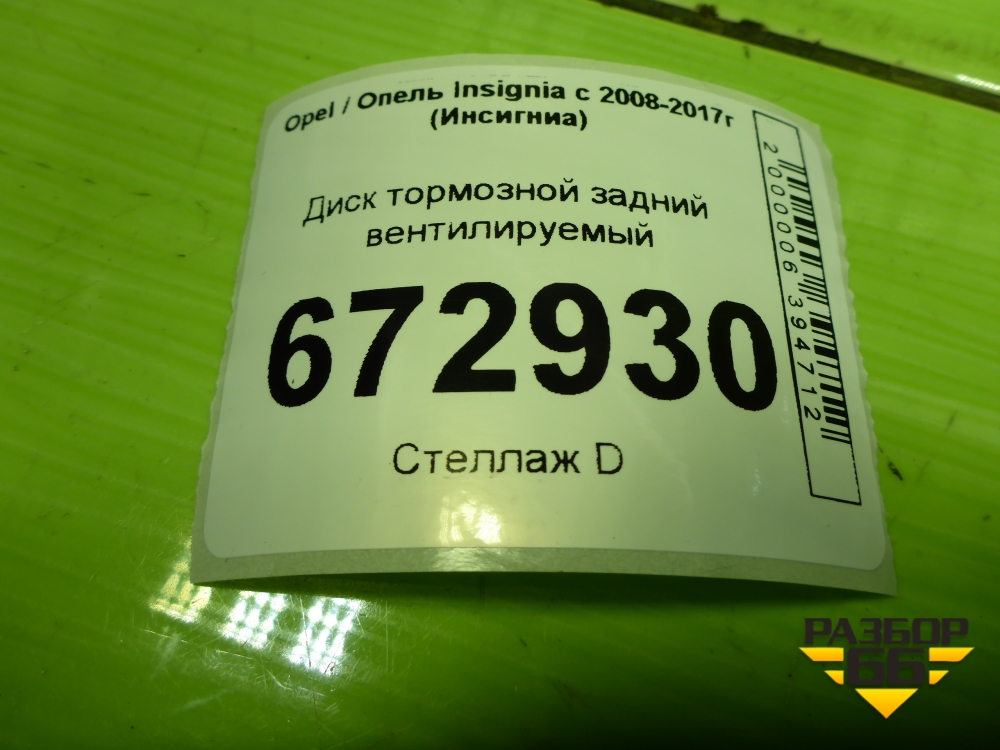 Opel / Опель Insignia с 2008-2017г
(Инсигниа)
Диск тормозной задний
вентилируемый
672930
Стеллаж D
2000006394712
РАЗБОР
66